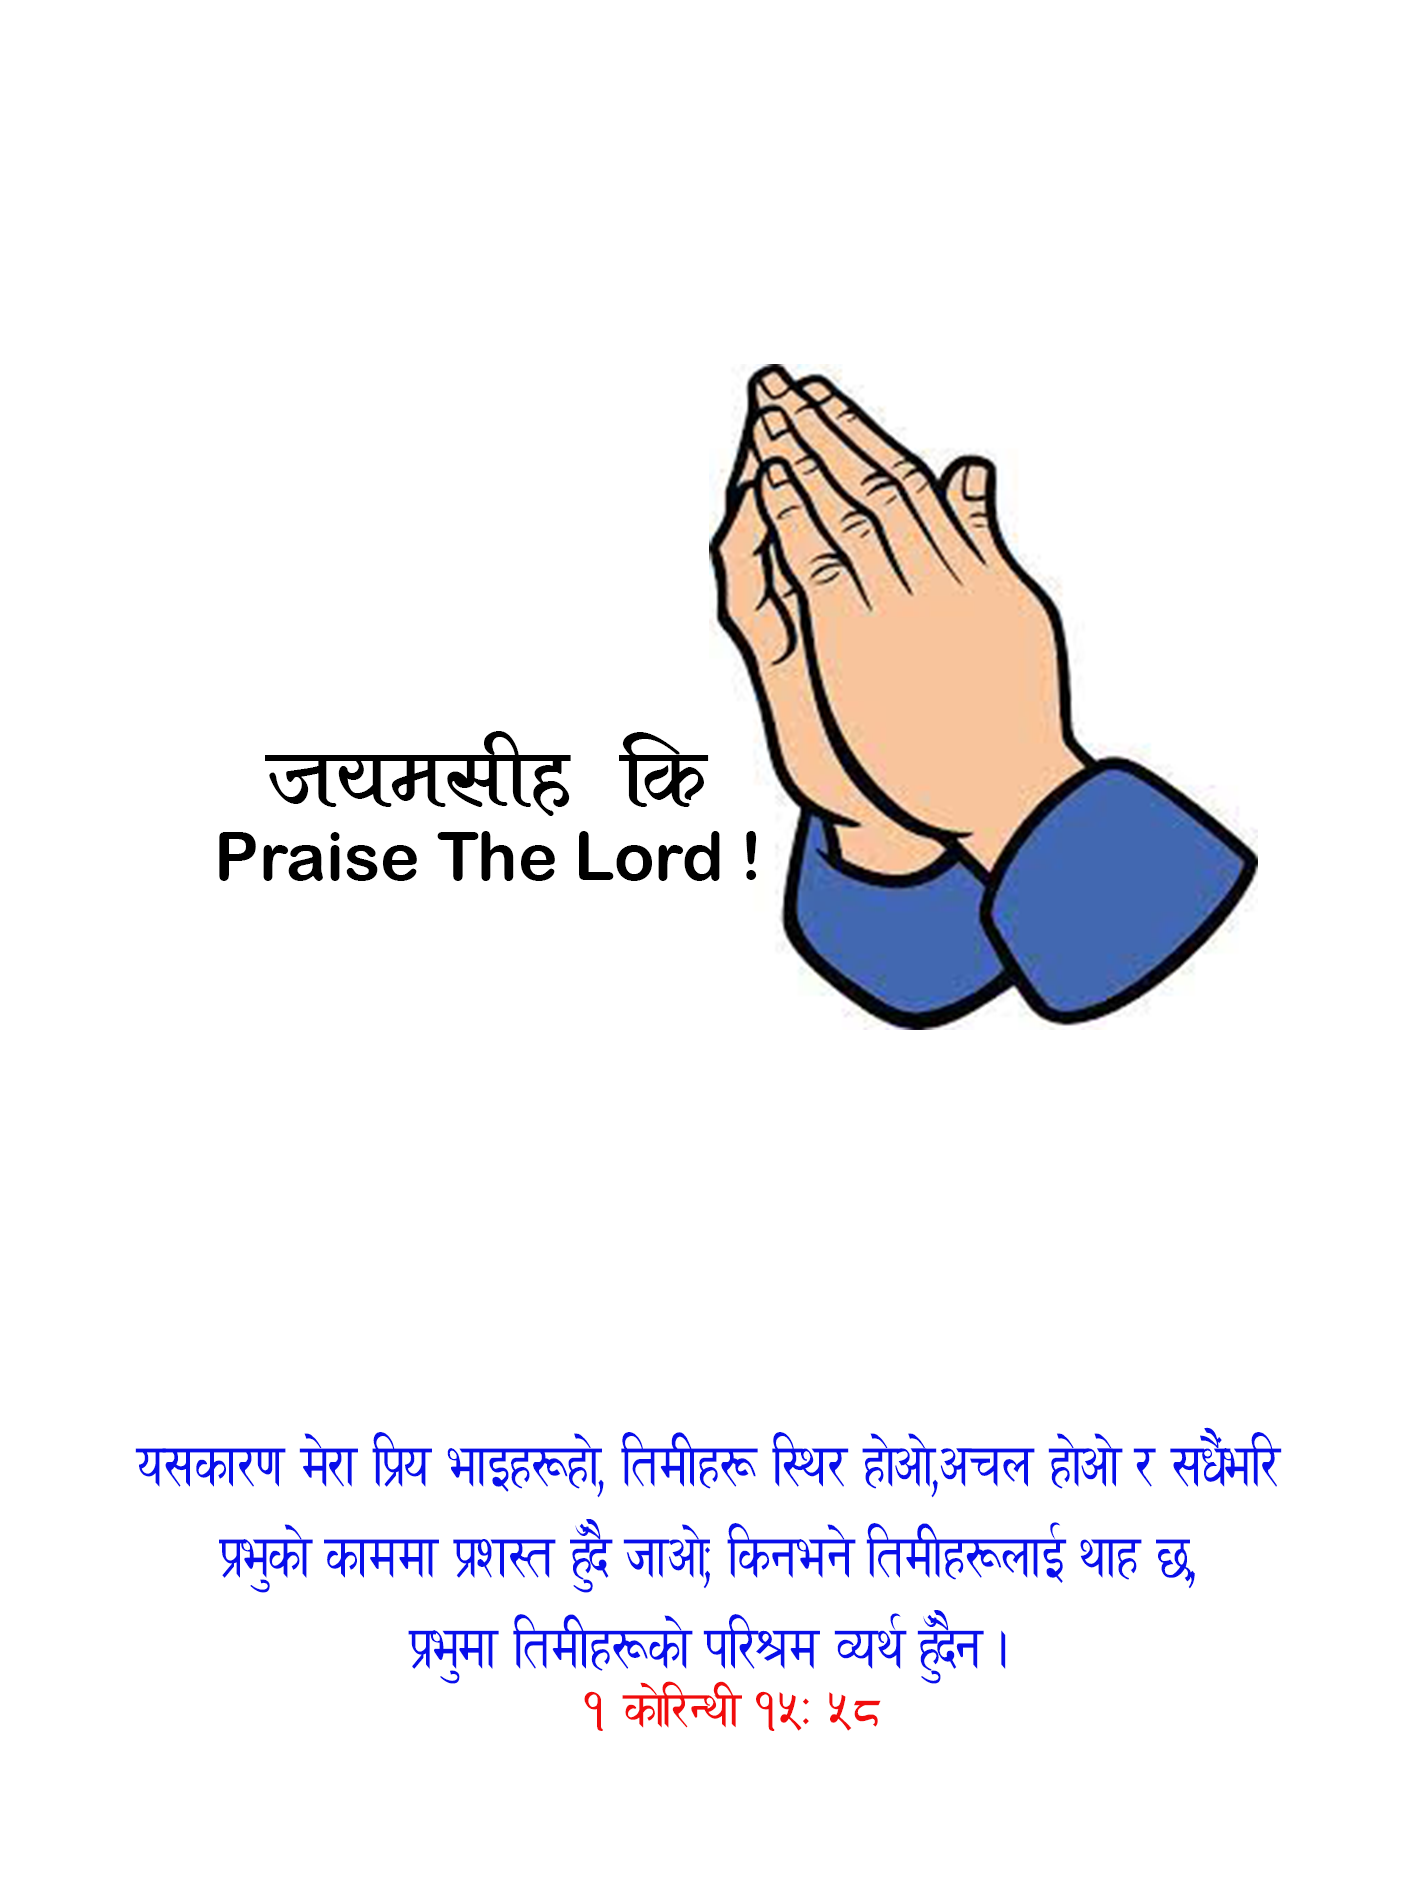 जयमसीह कि
Praise The Lord !
यसकारण मेरा प्रिय भाइहरूहो, तिमीहरू स्थिर होओ,अचल होओ र सधैंभरि
प्रभुको काममा प्रशस्त हुँदै जाओ; किनभने तिमीहरूलाई थाह छ,
प्रभुमा तिमीहरूको परिश्रम व्यर्थ हुँदैन ।
१ कोरिन्थी १५: ५८